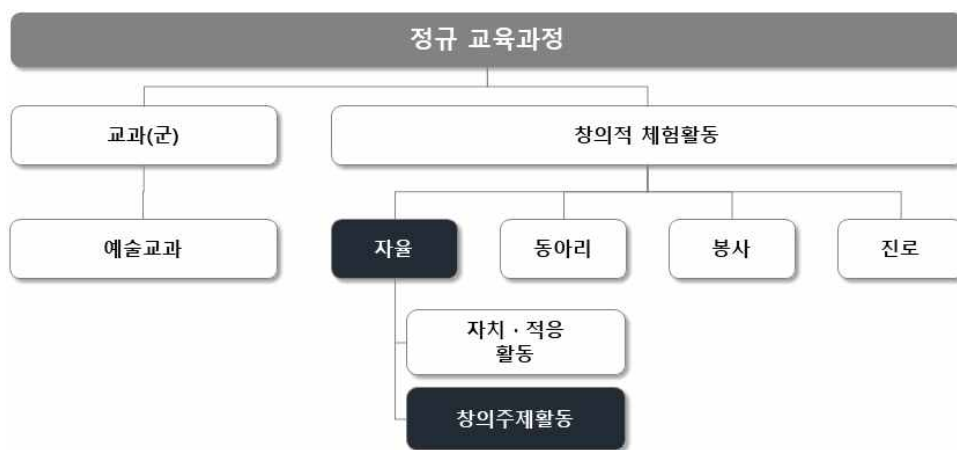 정규 교육과정
교과(군)
창의적 체험활동
예술교과
자율
동아리
봉사
진로
자치 · 적응
활동
창의주제활동